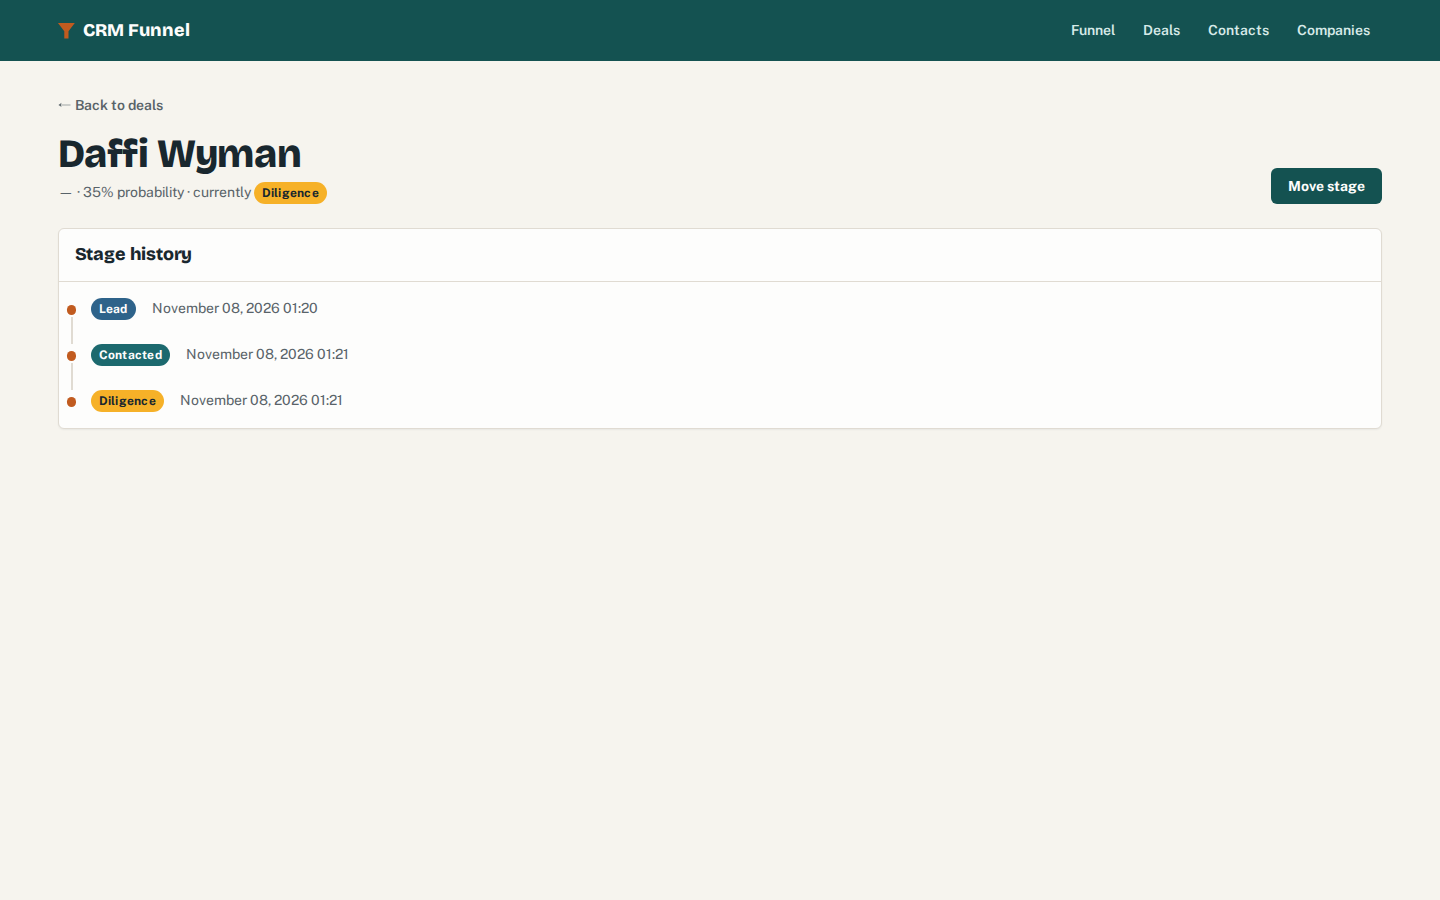 CRM Funnel Funnel Deals Contacts Companies
← Back to deals
Daffi Wyman
— · 35% probability · currently Diligence
Move stage
Stage history
Lead November 08, 2026 01:20
Contacted November 08, 2026 01:21
Diligence November 08, 2026 01:21